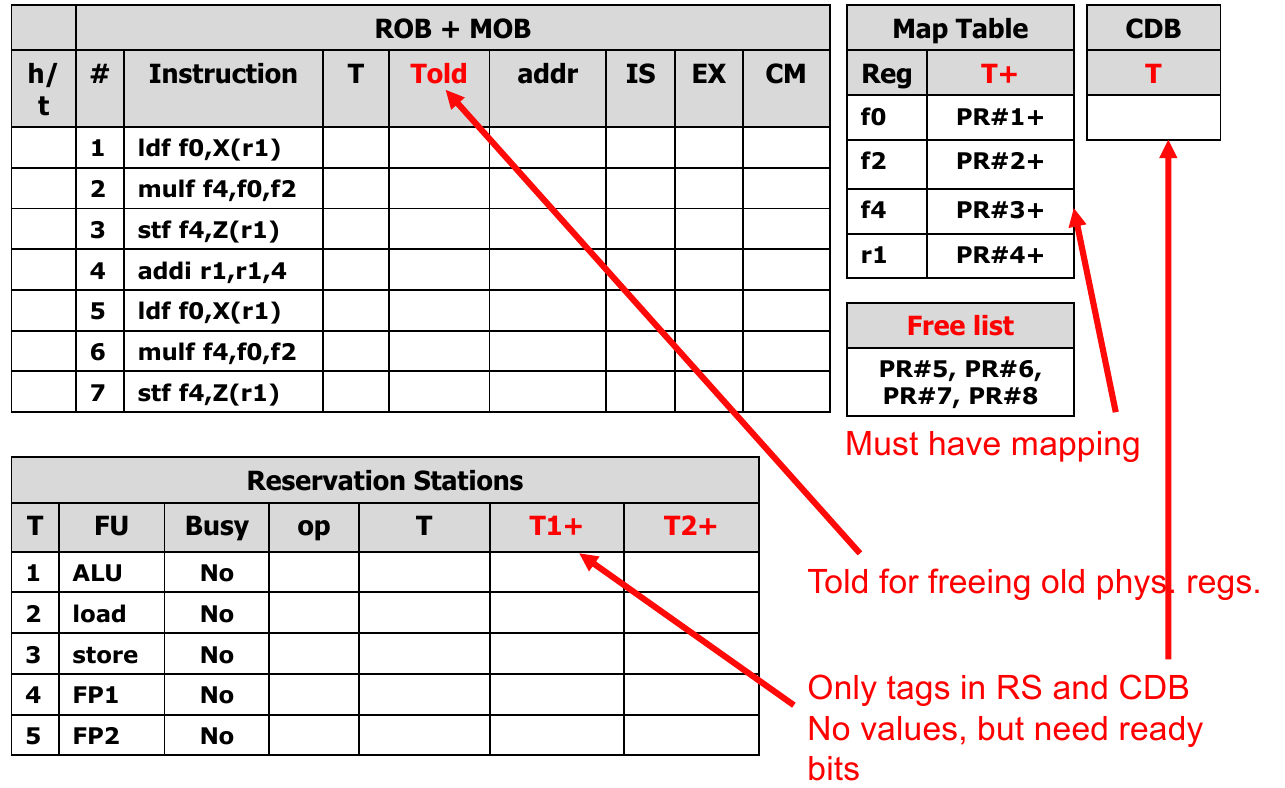 ROB + MOB
h/t # Instruction T Told addr IS EX CM
1 ldf f0,X(r1)
2 mulf f4,f0,f2
3 stf f4,Z(r1)
4 addi r1,r1,4
5 ldf f0,X(r1)
6 mulf f4,f0,f2
7 stf f4,Z(r1)
Map Table
Reg T+
f0 PR#1+
f2 PR#2+
f4 PR#3+
r1 PR#4+
CDB
T
Free list
PR#5, PR#6,
PR#7, PR#8
Must have mapping
Reservation Stations
T FU Busy op T T1+ T2+
1 ALU No
2 load No
3 store No
4 FP1 No
5 FP2 No
Told for freeing old phys. regs.
Only tags in RS and CDB
No values, but need ready
bits